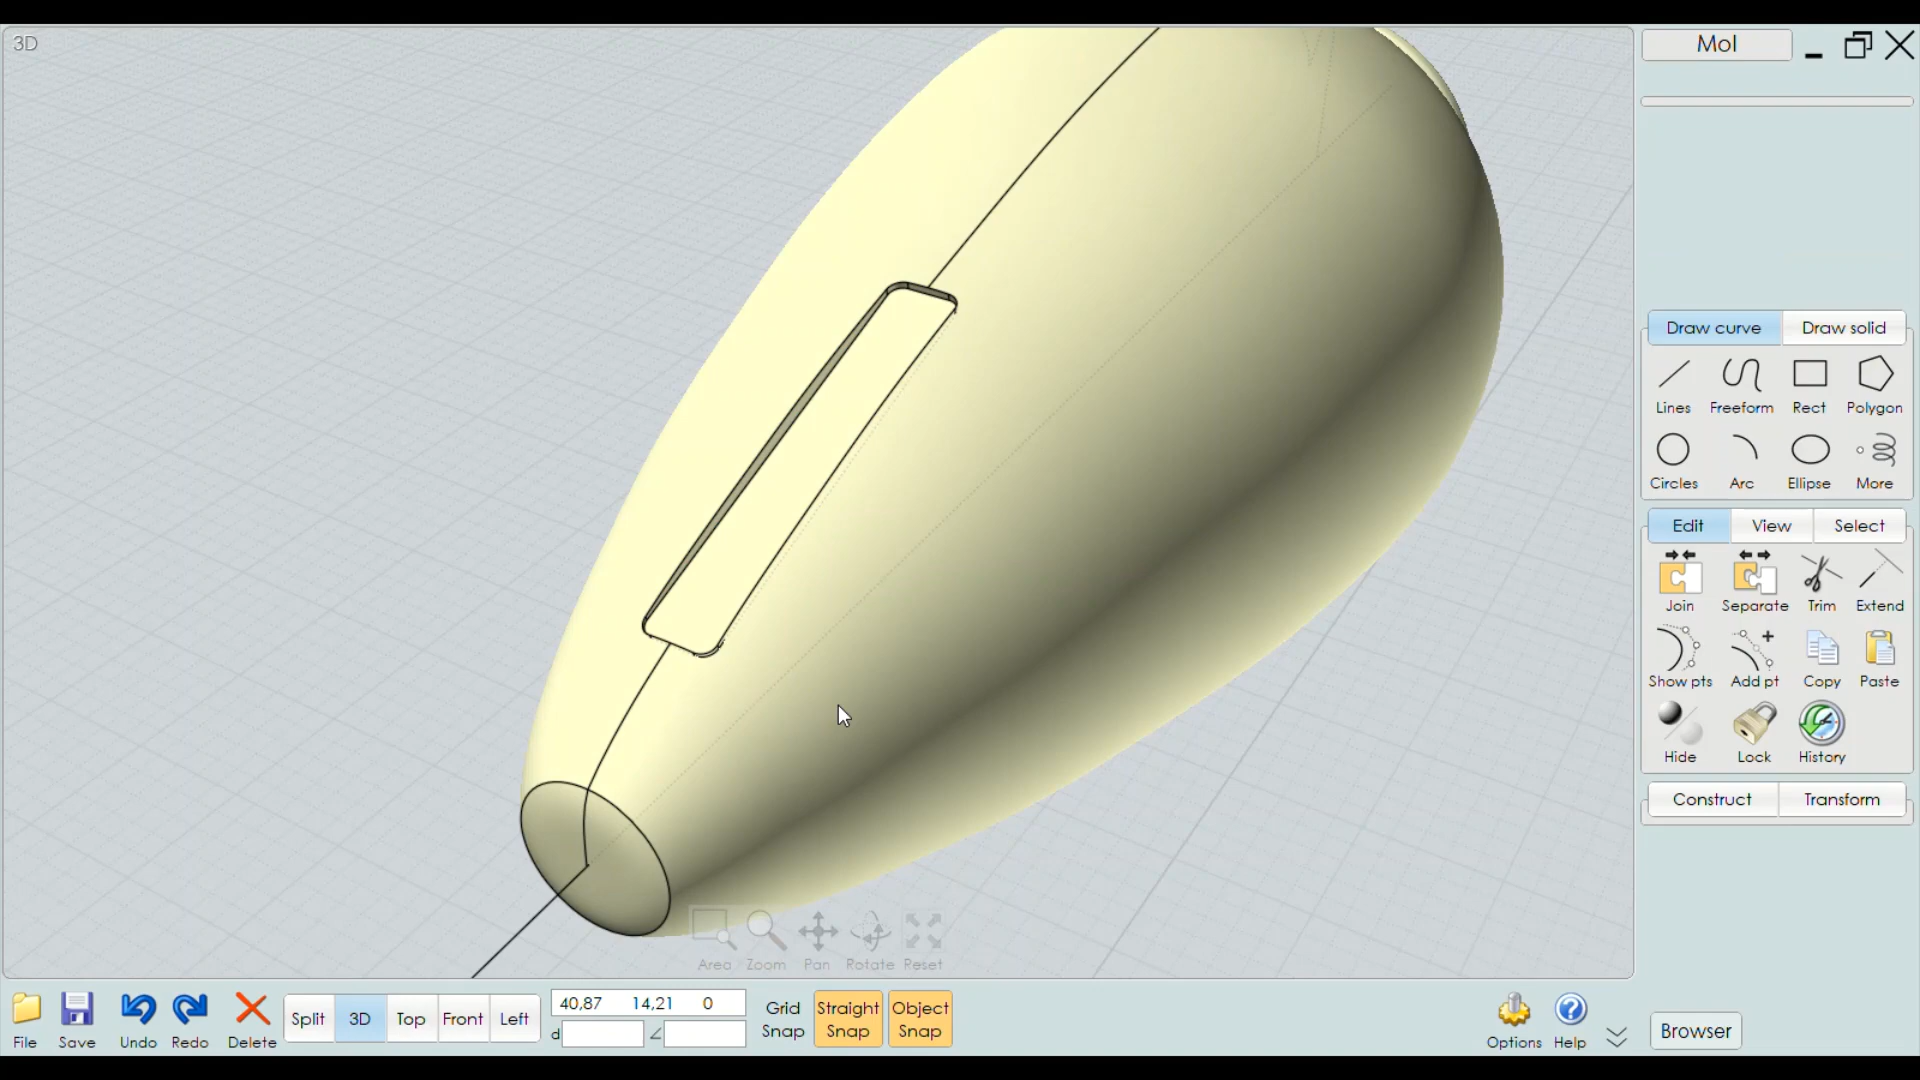 3D
MoI
Draw curve Draw solid
Lines Freeform Rect Polygon
Circles Arc Ellipse More
Edit View Select
Join Separate Trim Extend
Show pts Add pt Copy Paste
Hide Lock History
Construct Transform
Area Zoom Pan Rotate Reset
File Save Undo Redo Delete
Split 3D Top Front Left
40,87 14,21 0
d ∠
Grid Snap
Straight Snap
Object Snap
Options Help
Browser